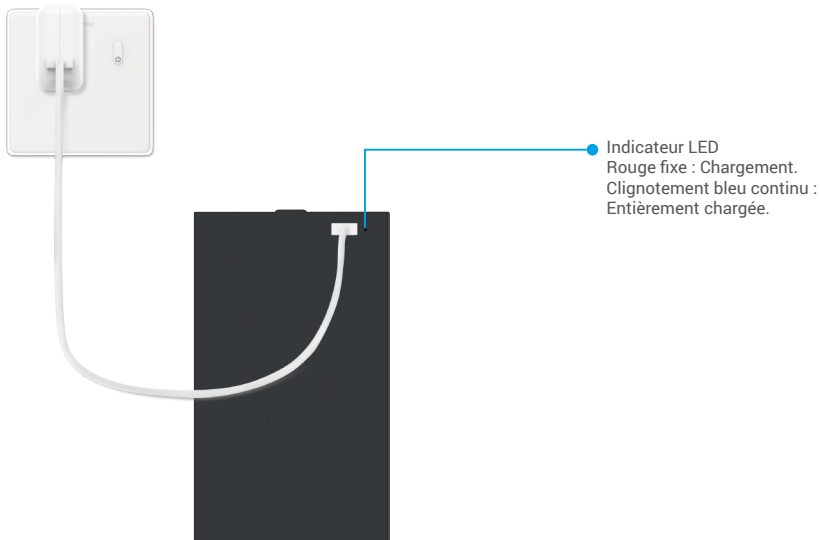 Indicateur LED
Rouge fixe : Chargement.
Clignotement bleu continu :
Entièrement chargée.